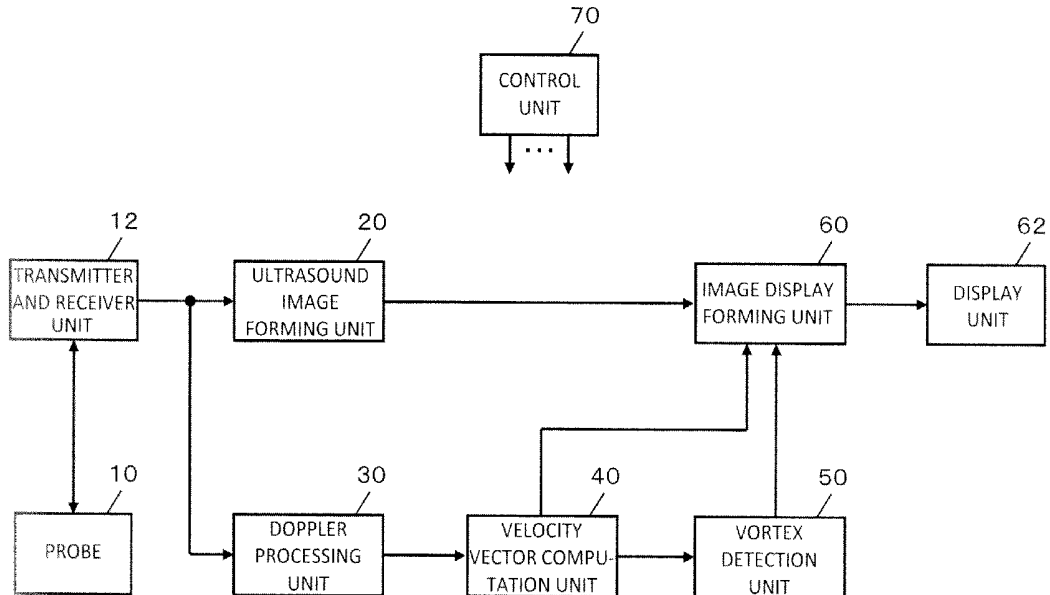 70
CONTROL
UNIT
...
12
TRANSMITTER
AND RECEIVER
UNIT
20
ULTRASOUND
IMAGE
FORMING UNIT
60
IMAGE DISPLAY
FORMING UNIT
62
DISPLAY
UNIT
10
PROBE
30
DOPPLER
PROCESSING
UNIT
40
VELOCITY
VECTOR COMPU-
TATION UNIT
50
VORTEX
DETECTION
UNIT